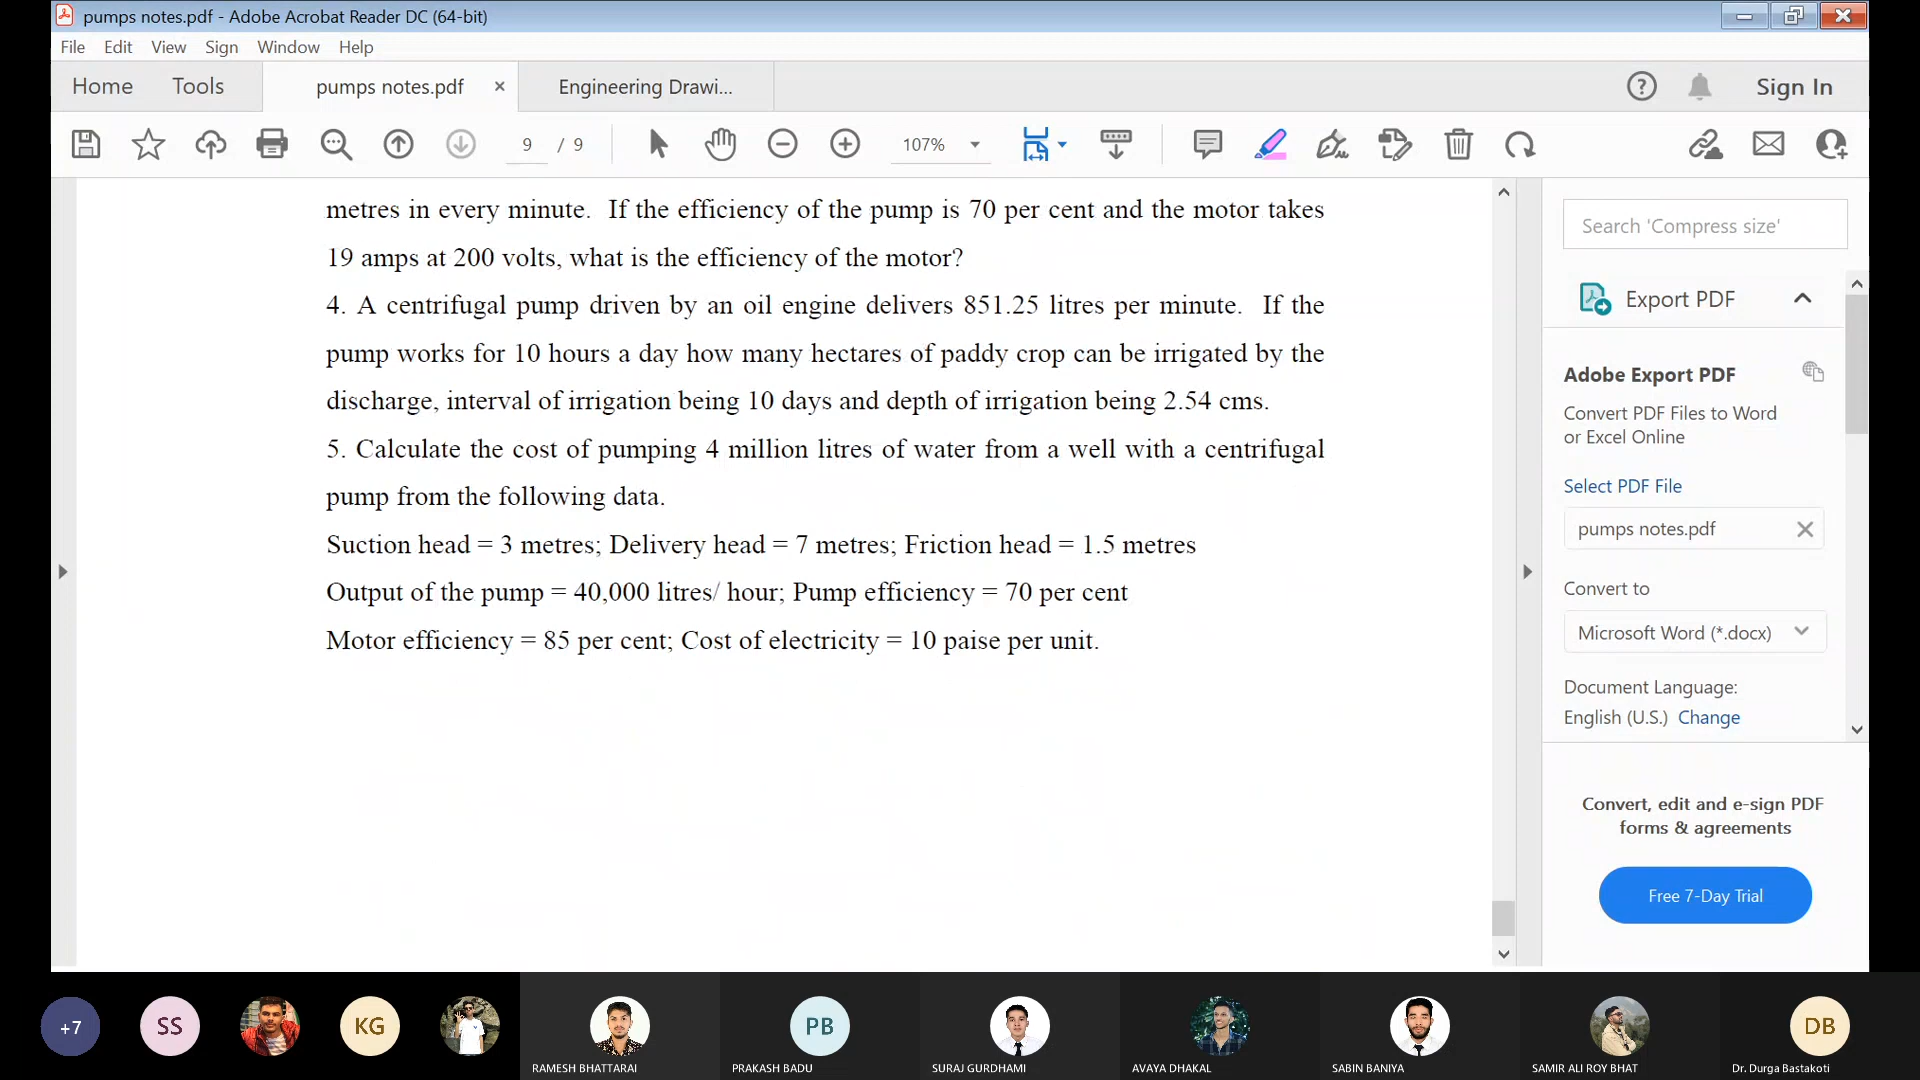 pumps notes.pdf - Adobe Acrobat Reader DC (64-bit)
File Edit View Sign Window Help
Home Tools pumps notes.pdf × Engineering Drawi... Sign In
9 / 9 107%
metres in every minute. If the efficiency of the pump is 70 per cent and the motor takes
19 amps at 200 volts, what is the efficiency of the motor?
4. A centrifugal pump driven by an oil engine delivers 851.25 litres per minute. If the
pump works for 10 hours a day how many hectares of paddy crop can be irrigated by the
discharge, interval of irrigation being 10 days and depth of irrigation being 2.54 cms.
5. Calculate the cost of pumping 4 million litres of water from a well with a centrifugal
pump from the following data.
Suction head = 3 metres; Delivery head = 7 metres; Friction head = 1.5 metres
Output of the pump = 40,000 litres/ hour; Pump efficiency = 70 per cent
Motor efficiency = 85 per cent; Cost of electricity = 10 paise per unit.
Search 'Compress size'
Export PDF
Adobe Export PDF
Convert PDF Files to Word
or Excel Online
Select PDF File
pumps notes.pdf
Convert to
Microsoft Word (*.docx)
Document Language:
English (U.S.) Change
Convert, edit and e-sign PDF
forms & agreements
Free 7-Day Trial
+7 SS KG PB DB
RAMESH BHATTARAI PRAKASH BADU SURAJ GURDHAMI AVAYA DHAKAL SABIN BANIYA SAMIR ALI ROY BHAT Dr. Durga Bastakoti